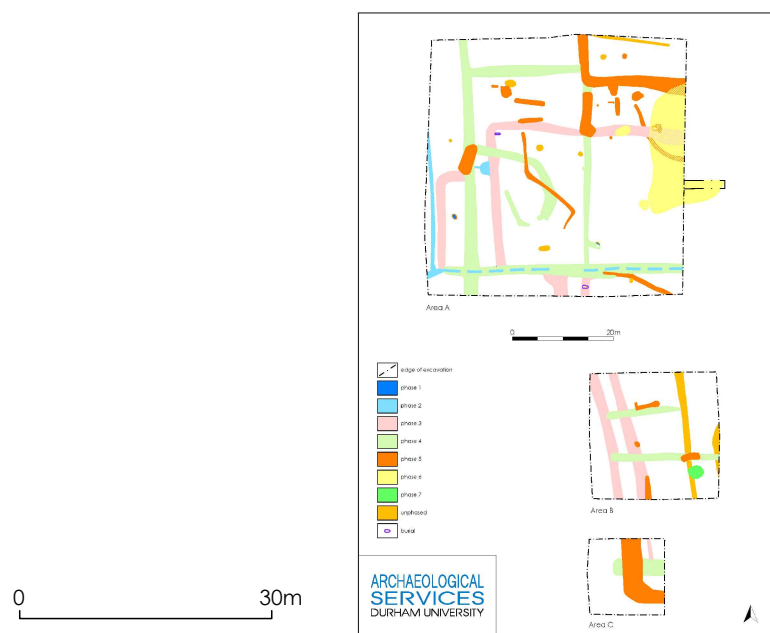 Area A
0 20m
edge of excavation
phase 1
phase 2
phase 3
phase 4
phase 5
phase 6
phase 7
unphased
burial
Area B
Area C
ARCHAEOLOGICAL
SERVICES
DURHAM UNIVERSITY
0 30m